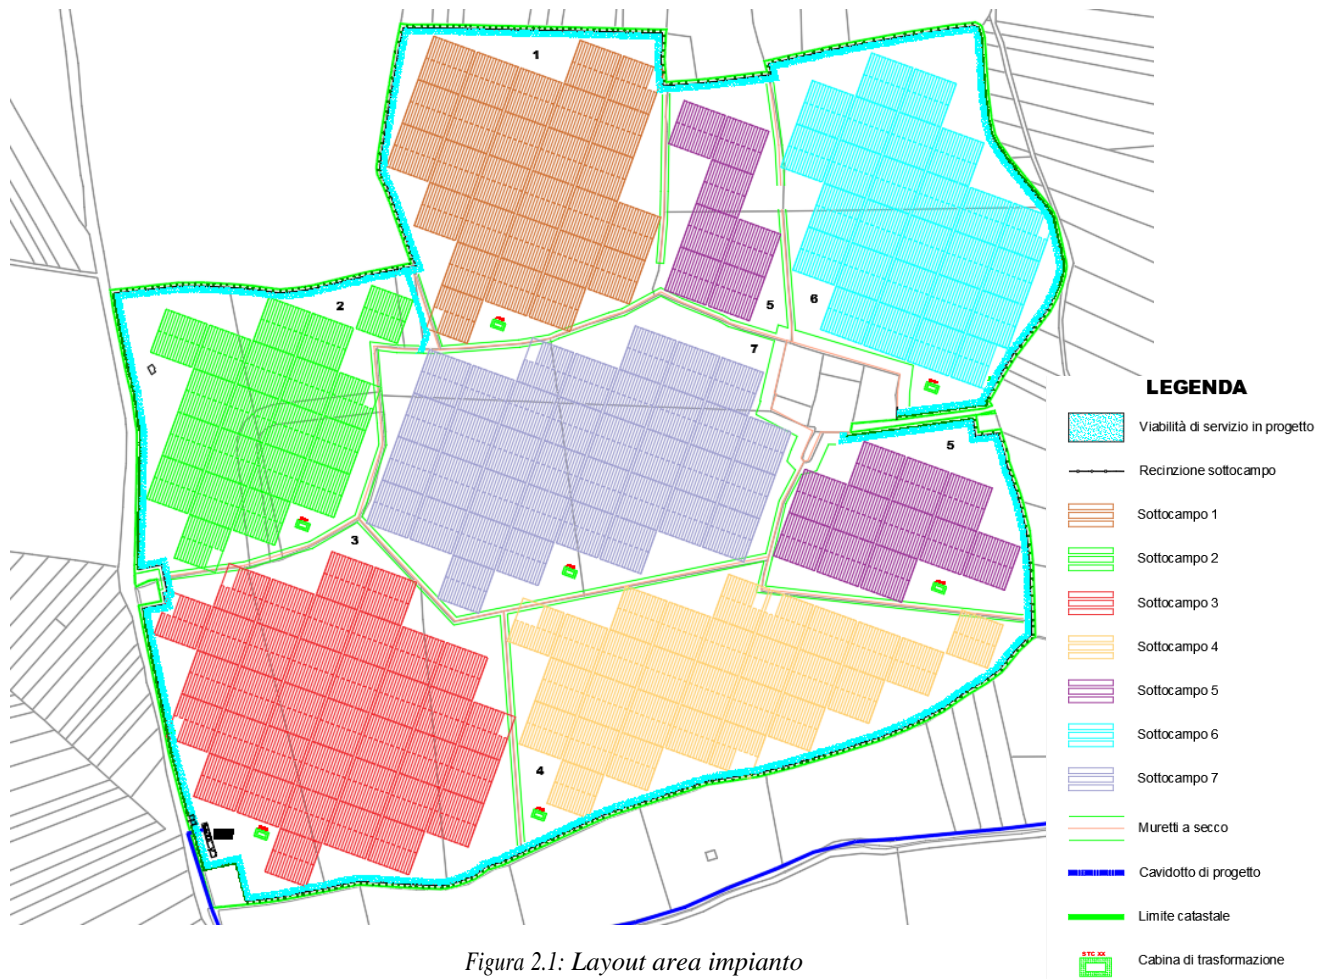 1
2
5
6
7
5
3
4
LEGENDA
Viabilità di servizio in progetto
Recinzione sottocampo
Sottocampo 1
Sottocampo 2
Sottocampo 3
Sottocampo 4
Sottocampo 5
Sottocampo 6
Sottocampo 7
Muretti a secco
Cavidotto di progetto
Limite catastale
STC XX
Cabina di trasformazione
Figura 2.1: Layout area impianto